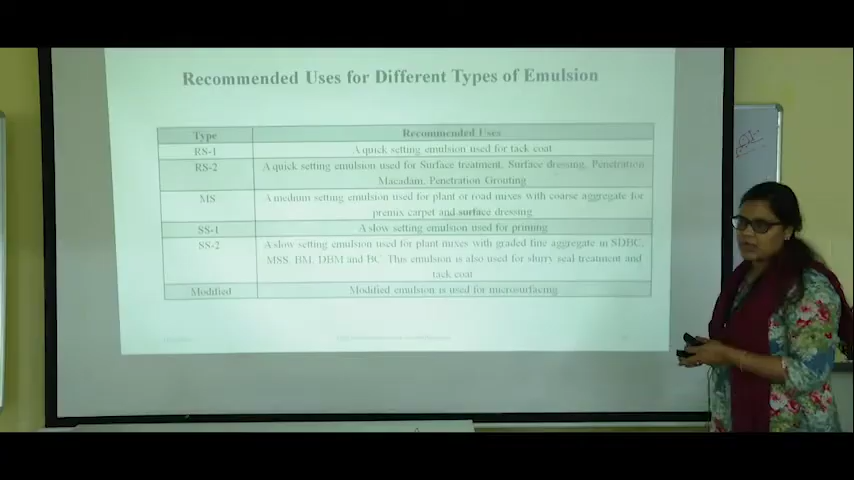 Recommended Uses for Different Types of Emulsion
Type Recommended Uses
RS-1 A quick setting emulsion used for tack coat
RS-2 A quick setting emulsion used for Surface treatment, Surface dressing, Penetration
Macadam, Penetration Grouting
MS A medium setting emulsion used for plant or road mixes with coarse aggregate for
premix carpet and surface dressing
SS-1 A slow setting emulsion used for priming
SS-2 A slow setting emulsion used for plant mixes with graded fine aggregate in SDBC,
MSS, BM, DBM and BC. This emulsion is also used for slurry seal treatment and
tack coat
Modified Modified emulsion is used for microsurfacing